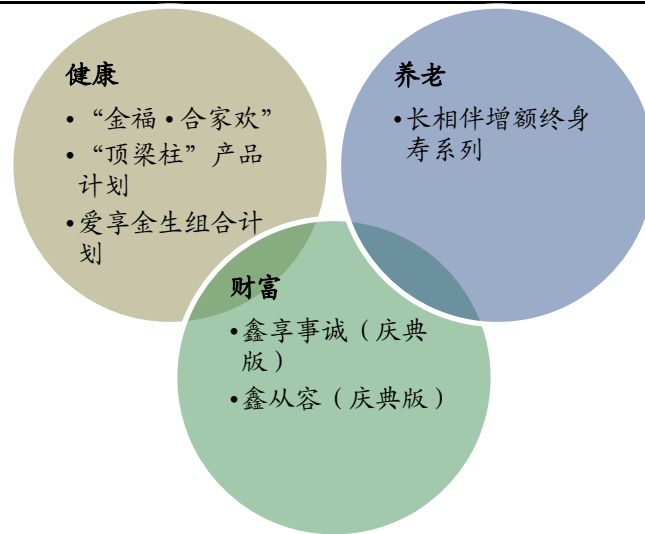 健康
• “金福•合家欢”
• “顶梁柱”产品
计划
•爱享金生组合计
划
养老
•长相伴增额终身
寿系列
财富
•鑫享事诚（庆典
版）
•鑫从容（庆典版）